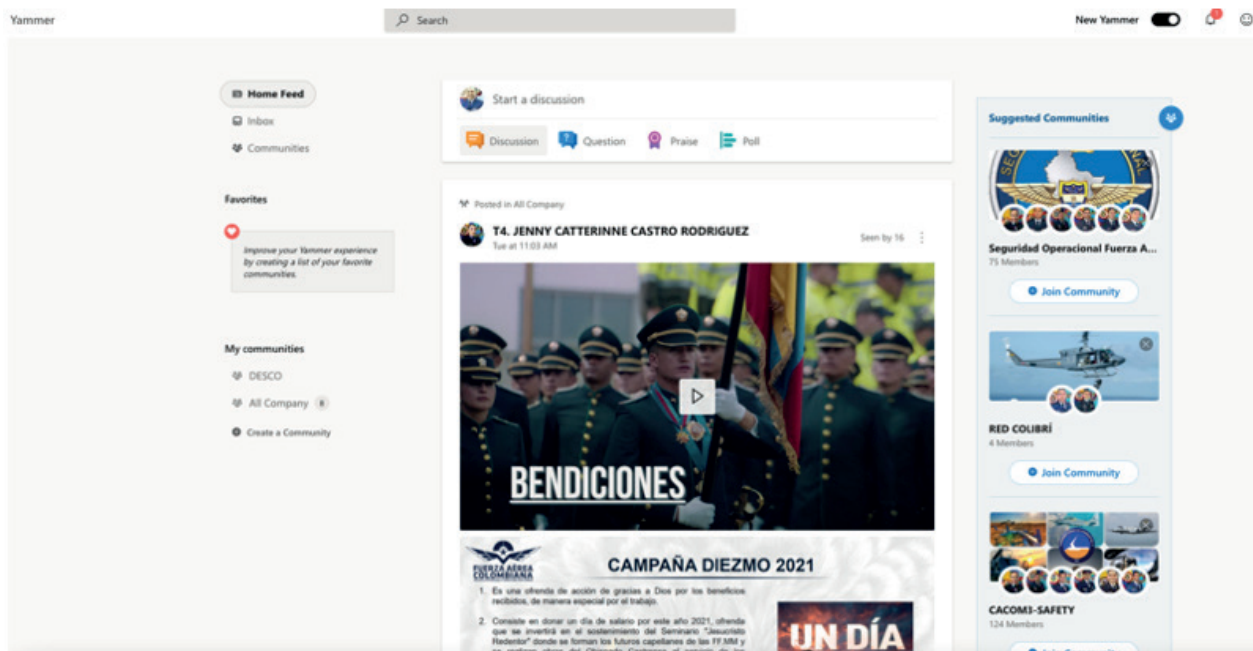 Yammer
Search
New Yammer
Home Feed
Inbox
Communities
Favorites
Improve your Yammer experience
by creating a list of your favorite
communities.
My communities
DESCO
All Company 8
Create a Community
Start a discussion
Discussion
Question
Praise
Poll
Posted in All Company
T4. JENNY CATTERINNE CASTRO RODRIGUEZ
Tue at 11:03 AM
Seen by 16
BENDICIONES
FUERZA AÉREA
COLOMBIANA
CAMPAÑA DIEZMO 2021
1. Es una ofrenda de acción de gracias a Dios por los beneficios
recibidos, de manera especial por el trabajo.
2. Consiste en donar un día de salario por este año 2021, ofrenda
que se invertirá en el sostenimiento del Seminario "Jesucristo
Redentor" donde se forman los futuros capellanes de las FF.MM y
UN DÍA
Suggested Communities
Seguridad Operacional Fuerza A...
75 Members
Join Community
RED COLIBRÍ
4 Members
Join Community
CACOM3-SAFETY
124 Members
Join Community